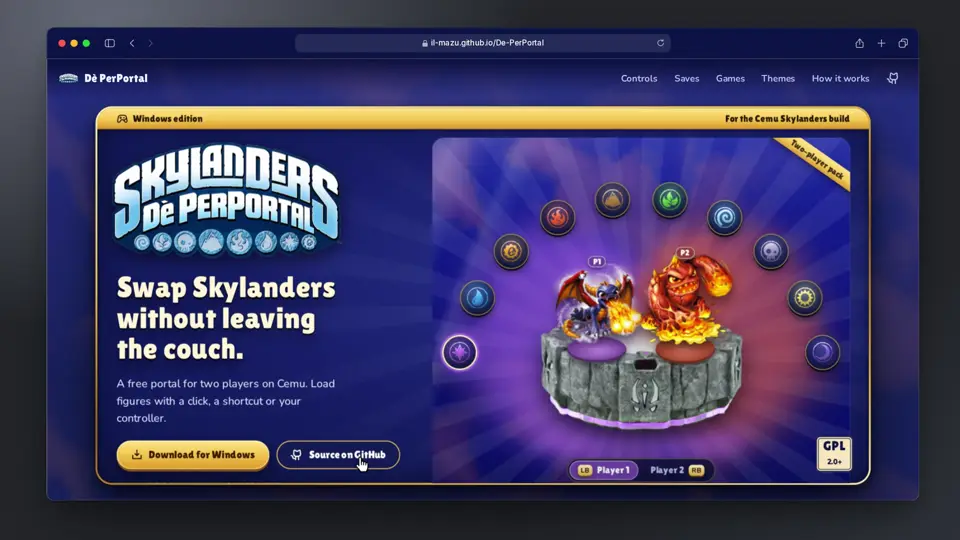 il-mazu.github.io/De-PerPortal
Dè PerPortal
Controls
Saves
Games
Themes
How it works
Windows edition
For the Cemu Skylanders build
SKYLANDERS
Dè PERPORTAL
Two-player pack
P1
P2
Swap Skylanders
without leaving
the couch.
A free portal for two players on Cemu. Load
figures with a click, a shortcut or your
controller.
Download for Windows
Source on GitHub
LB Player 1
Player 2 RB
GPL
2.0+